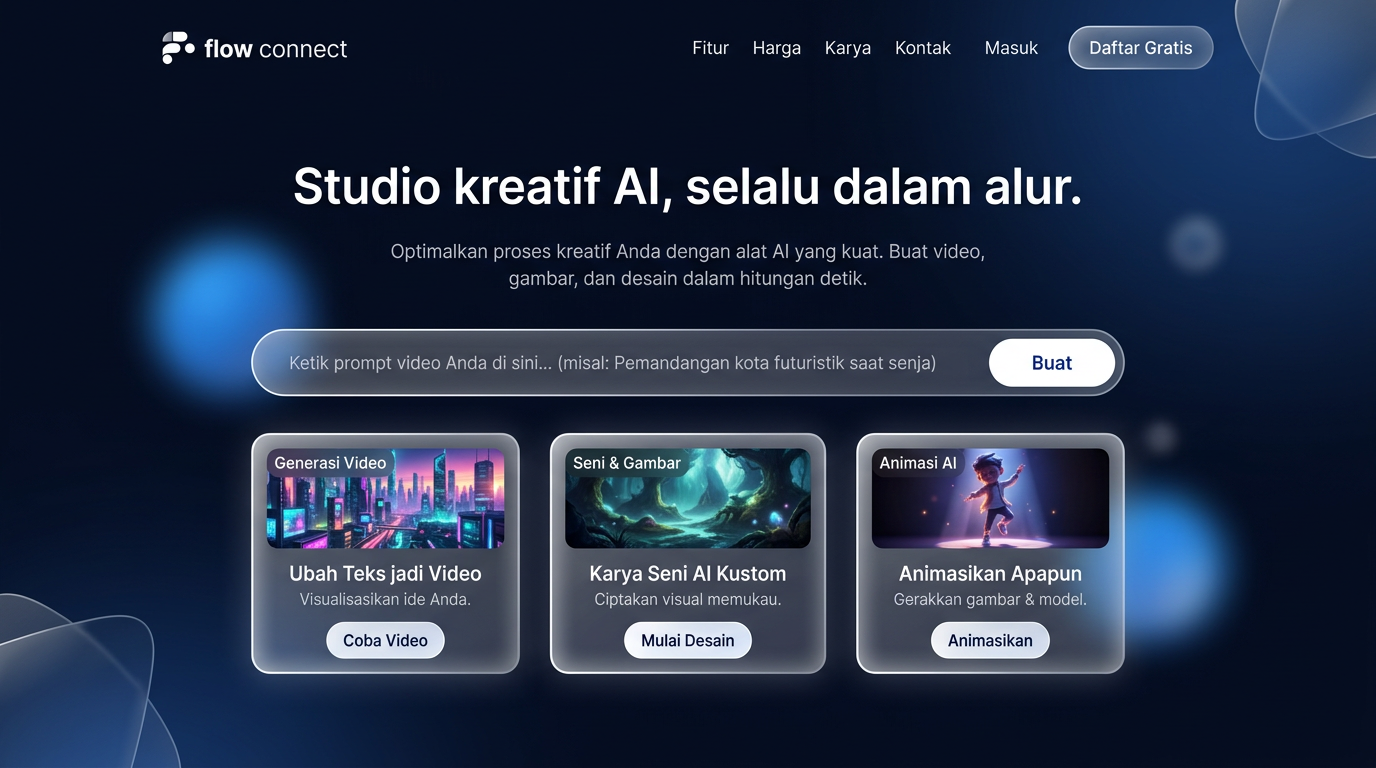 flow connect
Fitur
Harga
Karya
Kontak
Masuk
Daftar Gratis
Studio kreatif AI, selalu dalam alur.
Optimalkan proses kreatif Anda dengan alat AI yang kuat. Buat video,
gambar, dan desain dalam hitungan detik.
Ketik prompt video Anda di sini... (misal: Pemandangan kota futuristik saat senja)
Buat
Generasi Video
Ubah Teks jadi Video
Visualisasikan ide Anda.
Coba Video
Seni & Gambar
Karya Seni AI Kustom
Ciptakan visual memukau.
Mulai Desain
Animasi AI
Animasikan Apapun
Gerakkan gambar & model.
Animasikan